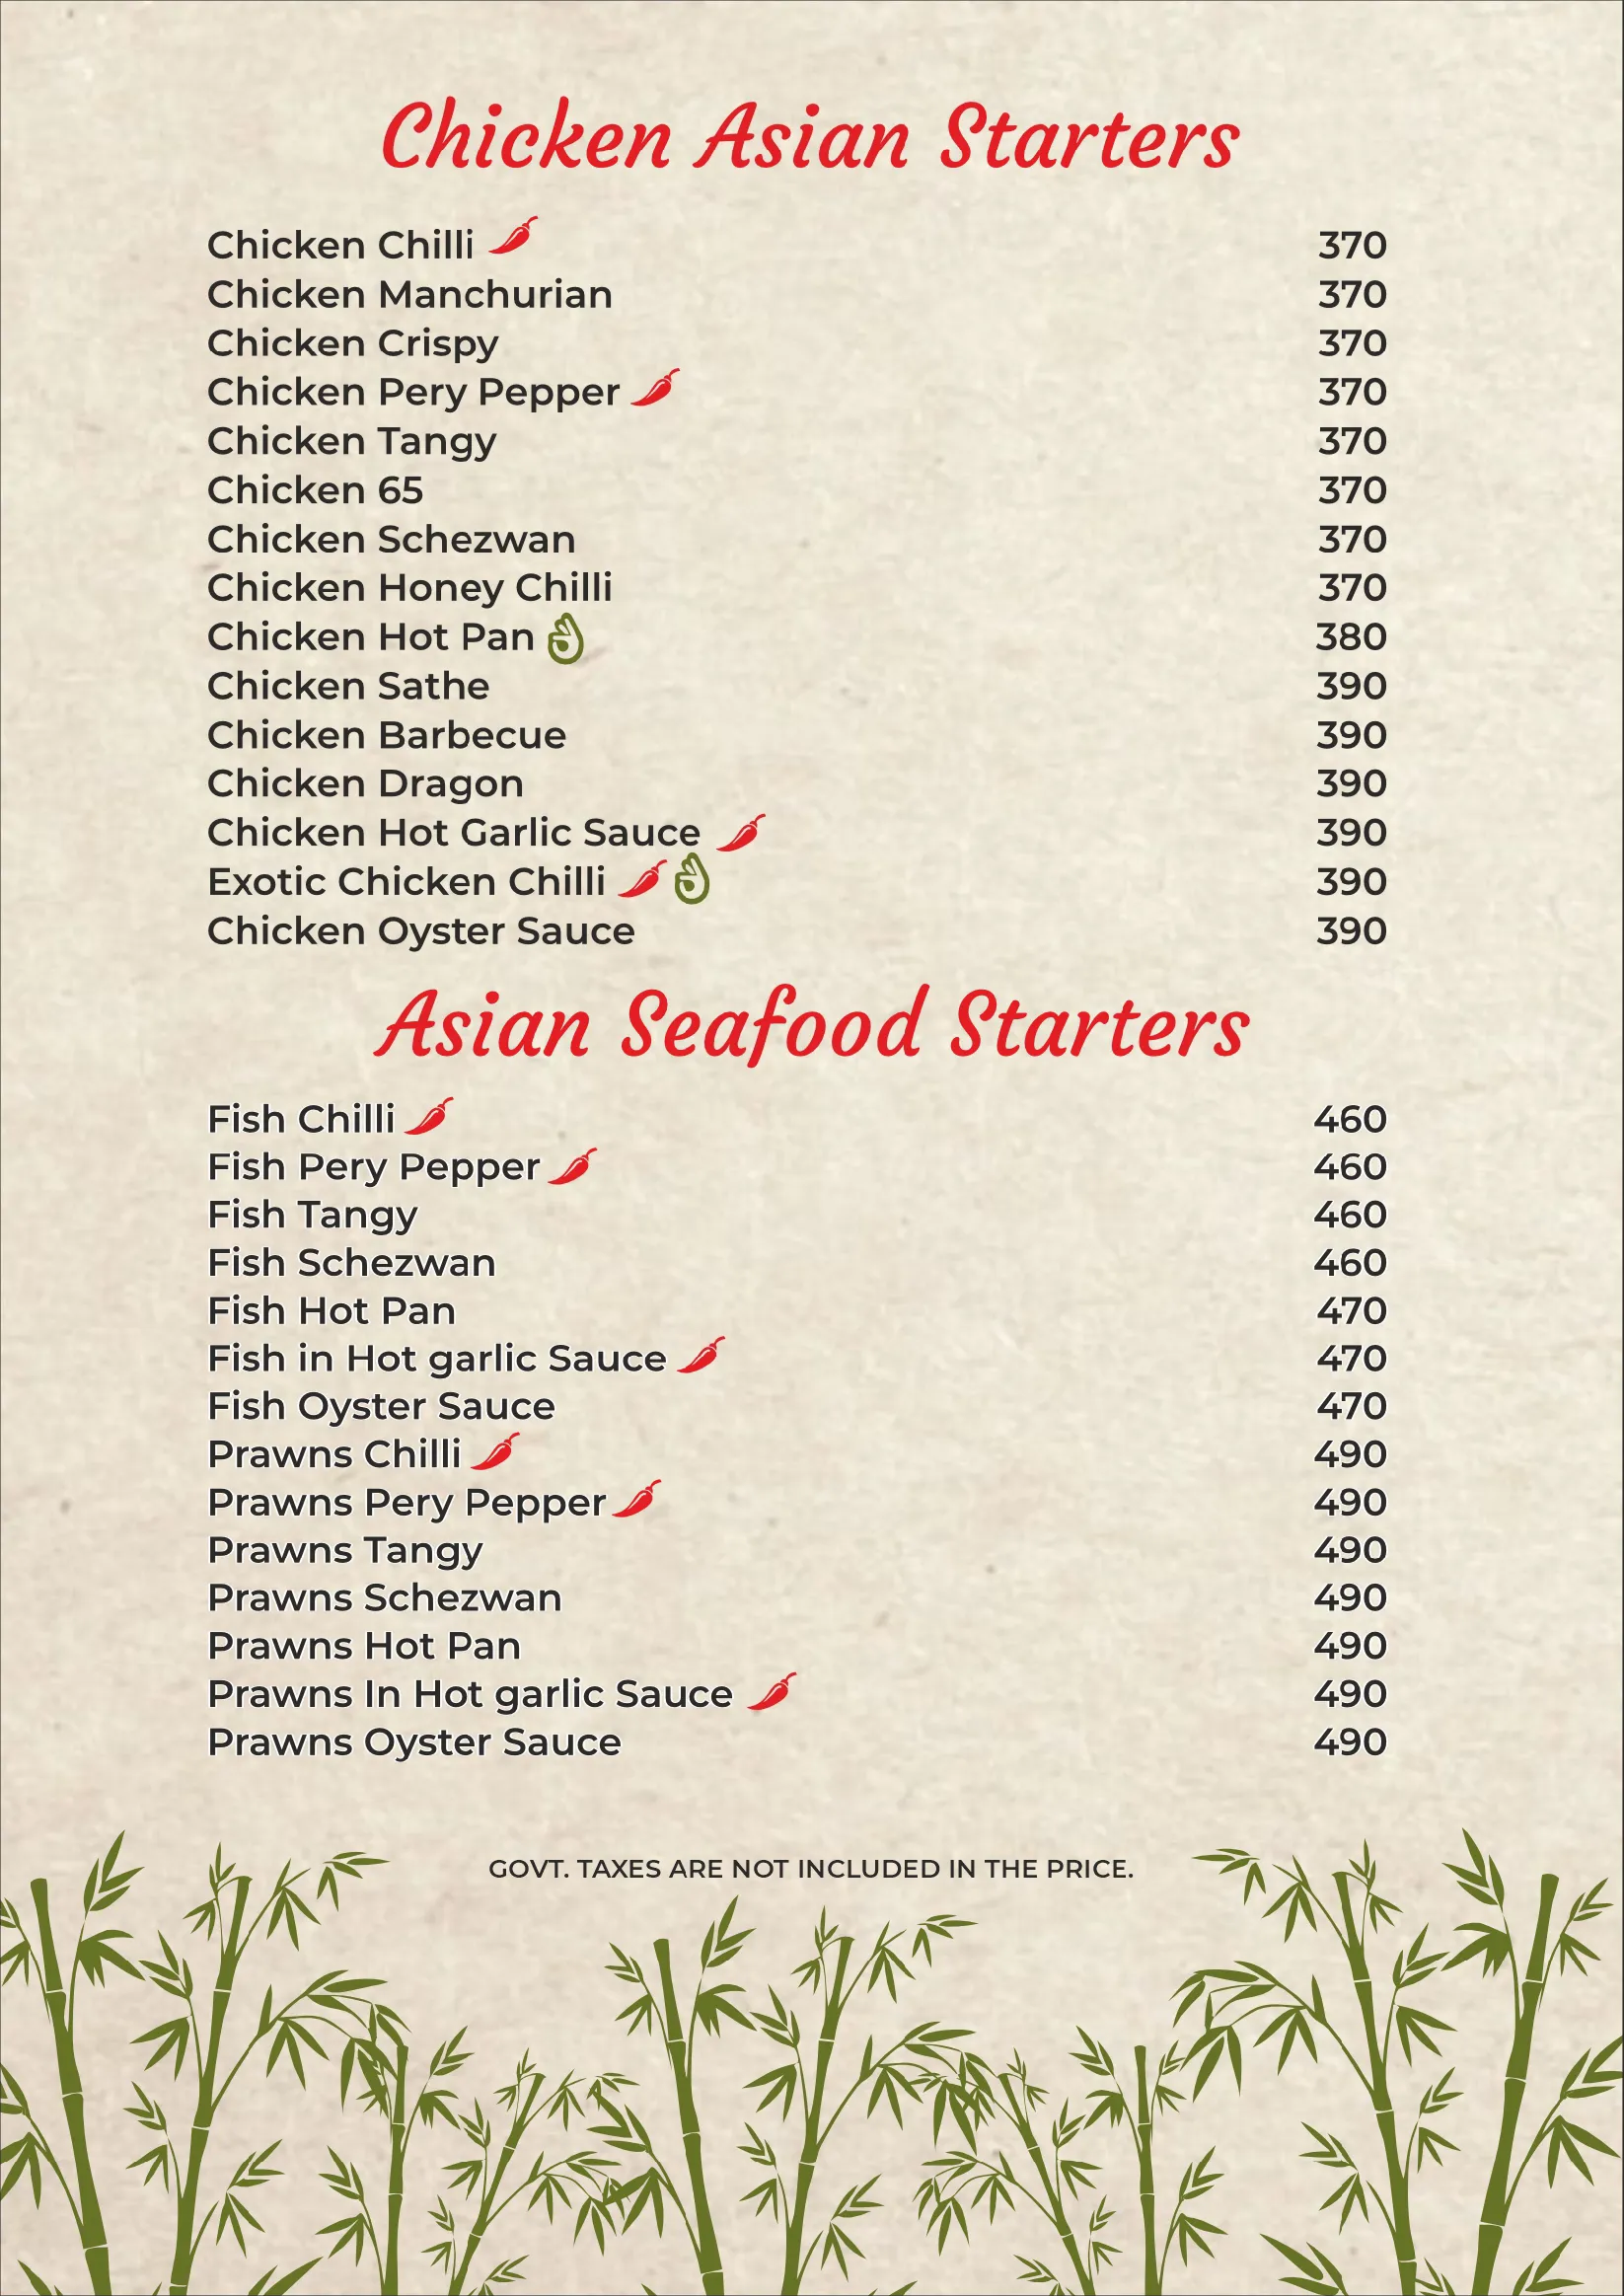 Chicken Asian Starters
Chicken Chilli 370
Chicken Manchurian 370
Chicken Crispy 370
Chicken Pery Pepper 370
Chicken Tangy 370
Chicken 65 370
Chicken Schezwan 370
Chicken Honey Chilli 370
Chicken Hot Pan 380
Chicken Sathe 390
Chicken Barbecue 390
Chicken Dragon 390
Chicken Hot Garlic Sauce 390
Exotic Chicken Chilli 390
Chicken Oyster Sauce 390
Asian Seafood Starters
Fish Chilli 460
Fish Pery Pepper 460
Fish Tangy 460
Fish Schezwan 460
Fish Hot Pan 470
Fish in Hot garlic Sauce 470
Fish Oyster Sauce 470
Prawns Chilli 490
Prawns Pery Pepper 490
Prawns Tangy 490
Prawns Schezwan 490
Prawns Hot Pan 490
Prawns In Hot garlic Sauce 490
Prawns Oyster Sauce 490
GOVT. TAXES ARE NOT INCLUDED IN THE PRICE.